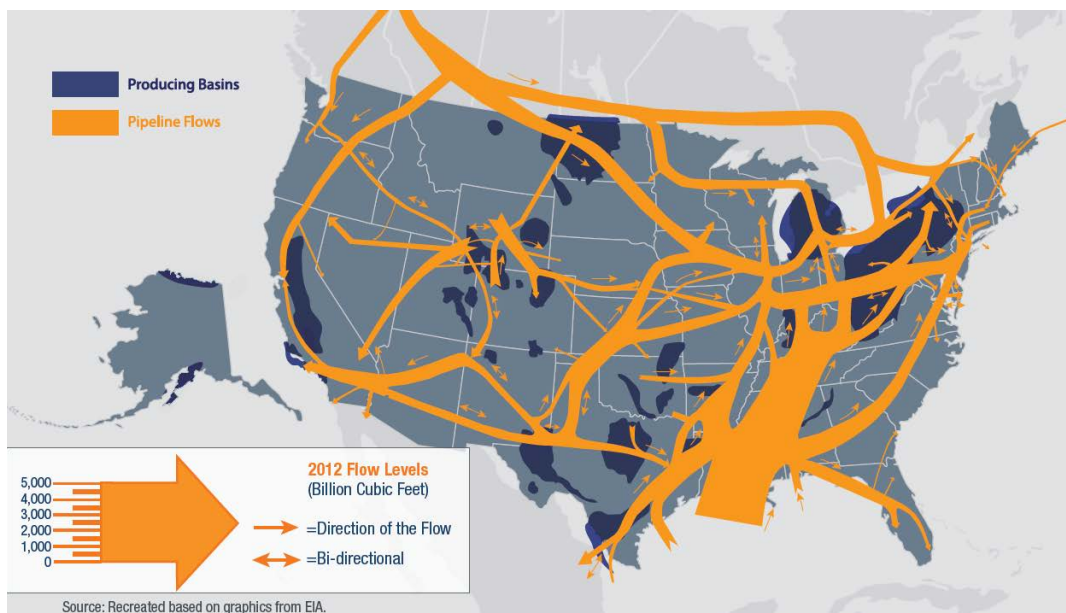 Producing Basins
Pipeline Flows
5,000
4,000
3,000
2,000
1,000
0
2012 Flow Levels
(Billion Cubic Feet)
=Direction of the Flow
=Bi-directional
Source: Recreated based on graphics from EIA.